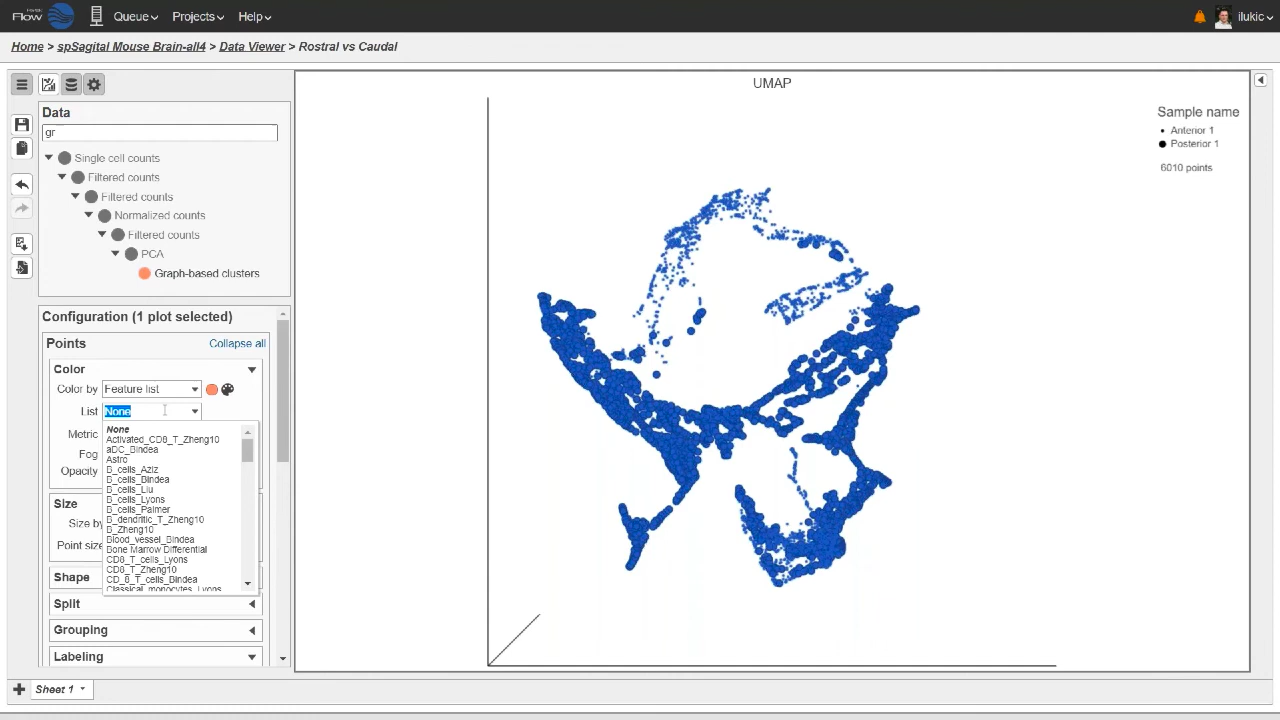 Flow
Queue Projects Help
ilukic
Home > spSagital Mouse Brain-all4 > Data Viewer > Rostral vs Caudal
Data
gr
Single cell counts
Filtered counts
Filtered counts
Normalized counts
Filtered counts
PCA
Graph-based clusters
Configuration (1 plot selected)
Points Collapse all
Color
Color by Feature list
List None
Metric
Fog
Opacity
None
Activated_CD8_T_Zheng10
aDC_Bindea
Astro
B_cells_Aziz
B_cells_Bindea
B_cells_Liu
B_cells_Lyons
B_cells_Palmer
B_dendritic_T_Zheng10
B_Zheng10
Blood_vessel_Bindea
Bone Marrow Differential
CD8_T_cells_Lyons
CD8_T_Zheng10
CD_8_T_cells_Bindea
Classical_monocytes_Lyons
Size
Size by
Point size
Shape
Split
Grouping
Labeling
UMAP
Sample name
Anterior 1
Posterior 1
6010 points
Sheet 1